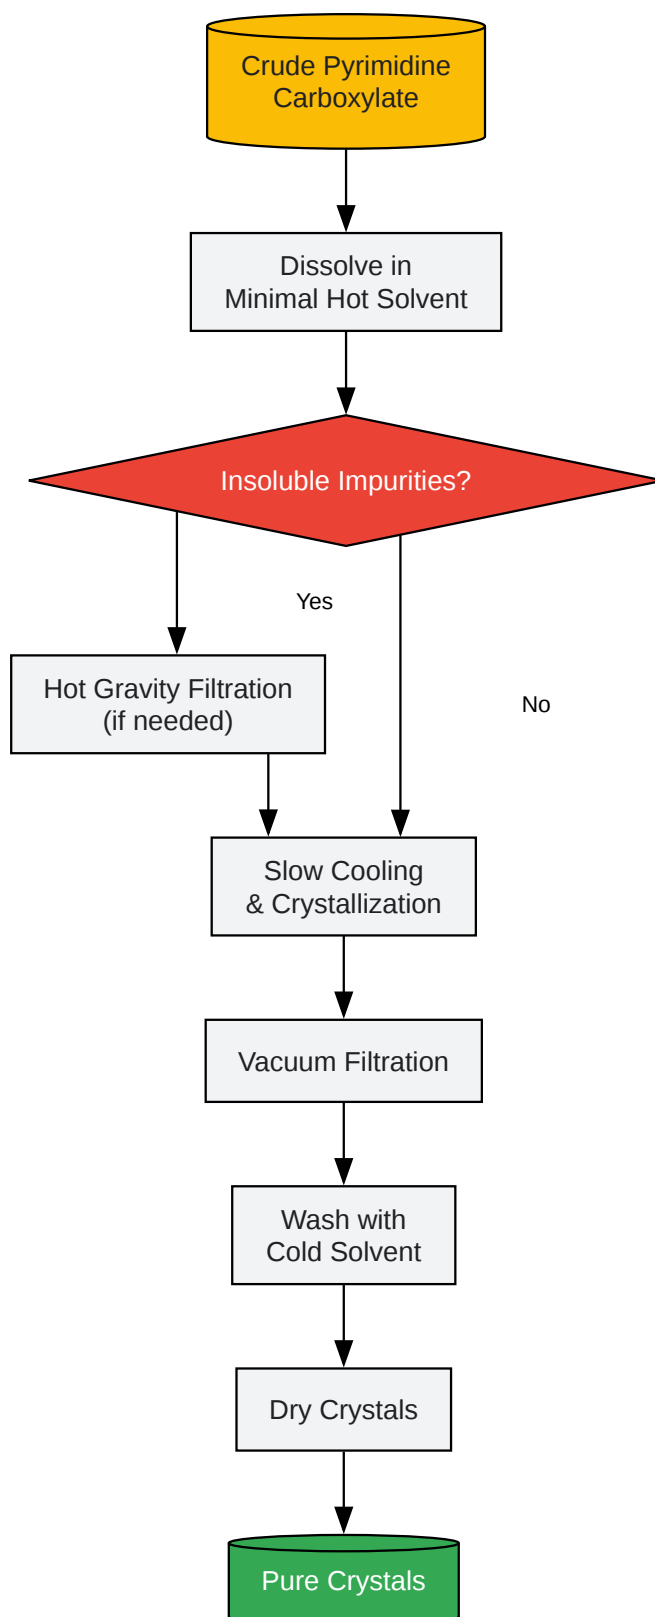 Crude Pyrimidine
Carboxylate
Dissolve in
Minimal Hot Solvent
Insoluble Impurities?
Yes
Hot Gravity Filtration
(if needed)
No
Slow Cooling
& Crystallization
Vacuum Filtration
Wash with
Cold Solvent
Dry Crystals
Pure Crystals